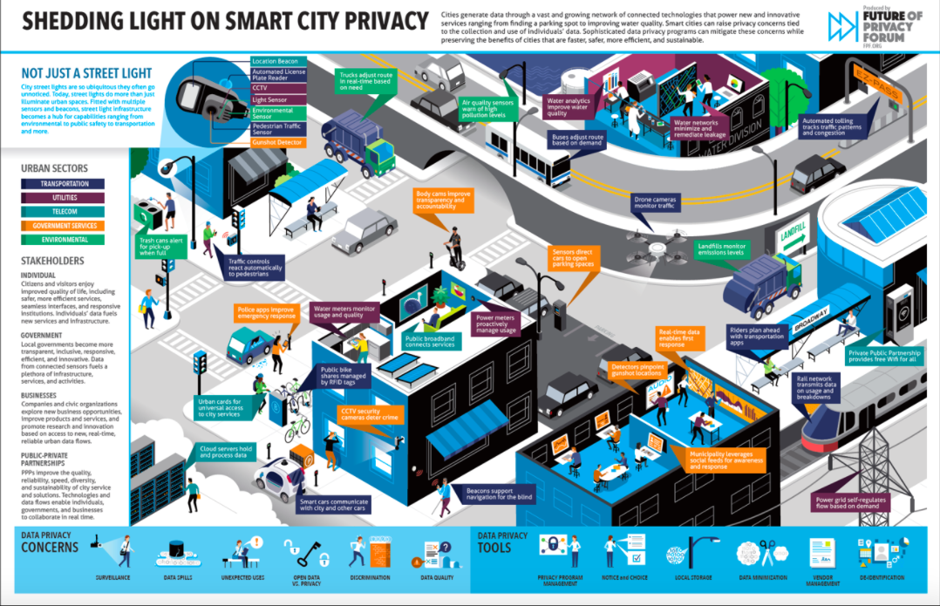 SHEDDING LIGHT ON SMART CITY PRIVACY
Cities generate data through a vast and growing network of connected technologies that power new and innovative
services ranging from finding a parking spot to improving water quality. Smart cities can raise privacy concerns tied
to the collection and use of individuals' data. Sophisticated data privacy programs can mitigate these concerns while
preserving the benefits of cities that are faster, safer, more efficient, and sustainable.
Produced by
FUTURE OF
PRIVACY
FORUM
FPF.ORG
NOT JUST A STREET LIGHT
City street lights are so ubiquitous they often go
unnoticed. Today, street lights do more than just
illuminate urban spaces. Fitted with multiple
sensors and beacons, street light infrastructure
becomes a hub for capabilities ranging from
environmental to public safety to transportation
and more.
Location Beacon
Automated License
Plate Reader
CCTV
Light Sensor
Environmental
Sensor
Pedestrian Traffic
Sensor
Gunshot Detector
URBAN SECTORS
TRANSPORTATION
UTILITIES
TELECOM
GOVERNMENT SERVICES
ENVIRONMENTAL
STAKEHOLDERS
INDIVIDUAL
Citizens and visitors enjoy
improved quality of life, including
safer, more efficient services,
seamless interfaces, and responsive
institutions. Individuals' data fuels
new services and infrastructure.
GOVERNMENT
Local governments become more
transparent, inclusive, responsive,
efficient, and innovative. Data
from connected sensors fuels a
plethora of infrastructure,
services, and activities.
BUSINESSES
Companies and civic organizations
explore new business opportunities,
improve products and services, and
promote research and innovation
based on access to new, real-time,
reliable urban data flows.
PUBLIC-PRIVATE
PARTNERSHIPS
PPPs improve the quality,
reliability, speed, diversity,
and sustainability of city service
and solutions. Technologies and
data flows enable individuals,
governments, and businesses
to collaborate in real time.
Trucks adjust route
in real-time based
on need
Air quality sensors
warn of high
pollution levels
Water analytics
improve water
quality
Buses adjust route
based on demand
Water networks
minimize and
remediate leakage
WATER DIVISION
EZ-PASS
Automated tolling
tracks traffic patterns
and congestion
Trash cans alert
for pick-up
when full
Traffic controls
react automatically
to pedestrians
Body cams improve
transparency and
accountability
Drone cameras
monitor traffic
Sensors direct
cars to open
parking spaces
Landfills monitor
emissions levels
LANDFILL
Police apps improve
emergency response
Water meters monitor
usage and quality
Public broadband
connects services
Power meters
proactively
manage usage
Real-time data
enables first
response
Riders plan ahead
with transportation
apps
BROADWAY
Private Public Partnership
provides free Wifi for all
Public bike
shares managed
by RFID tags
Detectors pinpoint
gunshot locations
AUDIO
Rail network
transmits data
on usage and
breakdowns
Urban cards for
universal access
to city services
CCTV security
cameras deter crime
Cloud servers hold
and process data
Municipality leverages
social feeds for awareness
and response
Smart cars communicate
with city and other cars
Beacons support
navigation for the blind
Power grid self-regulates
flow based on demand
DATA PRIVACY
CONCERNS
SURVEILLANCE
DATA SPILLS
UNEXPECTED USES
OPEN DATA
VS. PRIVACY
DISCRIMINATION
DATA QUALITY
DATA PRIVACY
TOOLS
PRIVACY PROGRAM
MANAGEMENT
NOTICE and CHOICE
LOCAL STORAGE
DATA MINIMIZATION
VENDOR
MANAGEMENT
DE-IDENTIFICATION